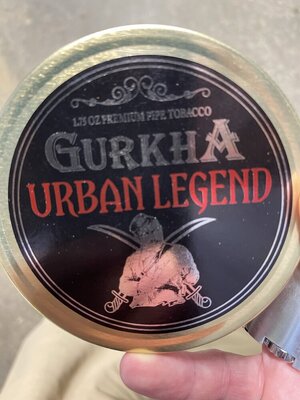 1.75 OZ PREMIUM PIPE TOBACCO
GURKHA
URBAN LEGEND